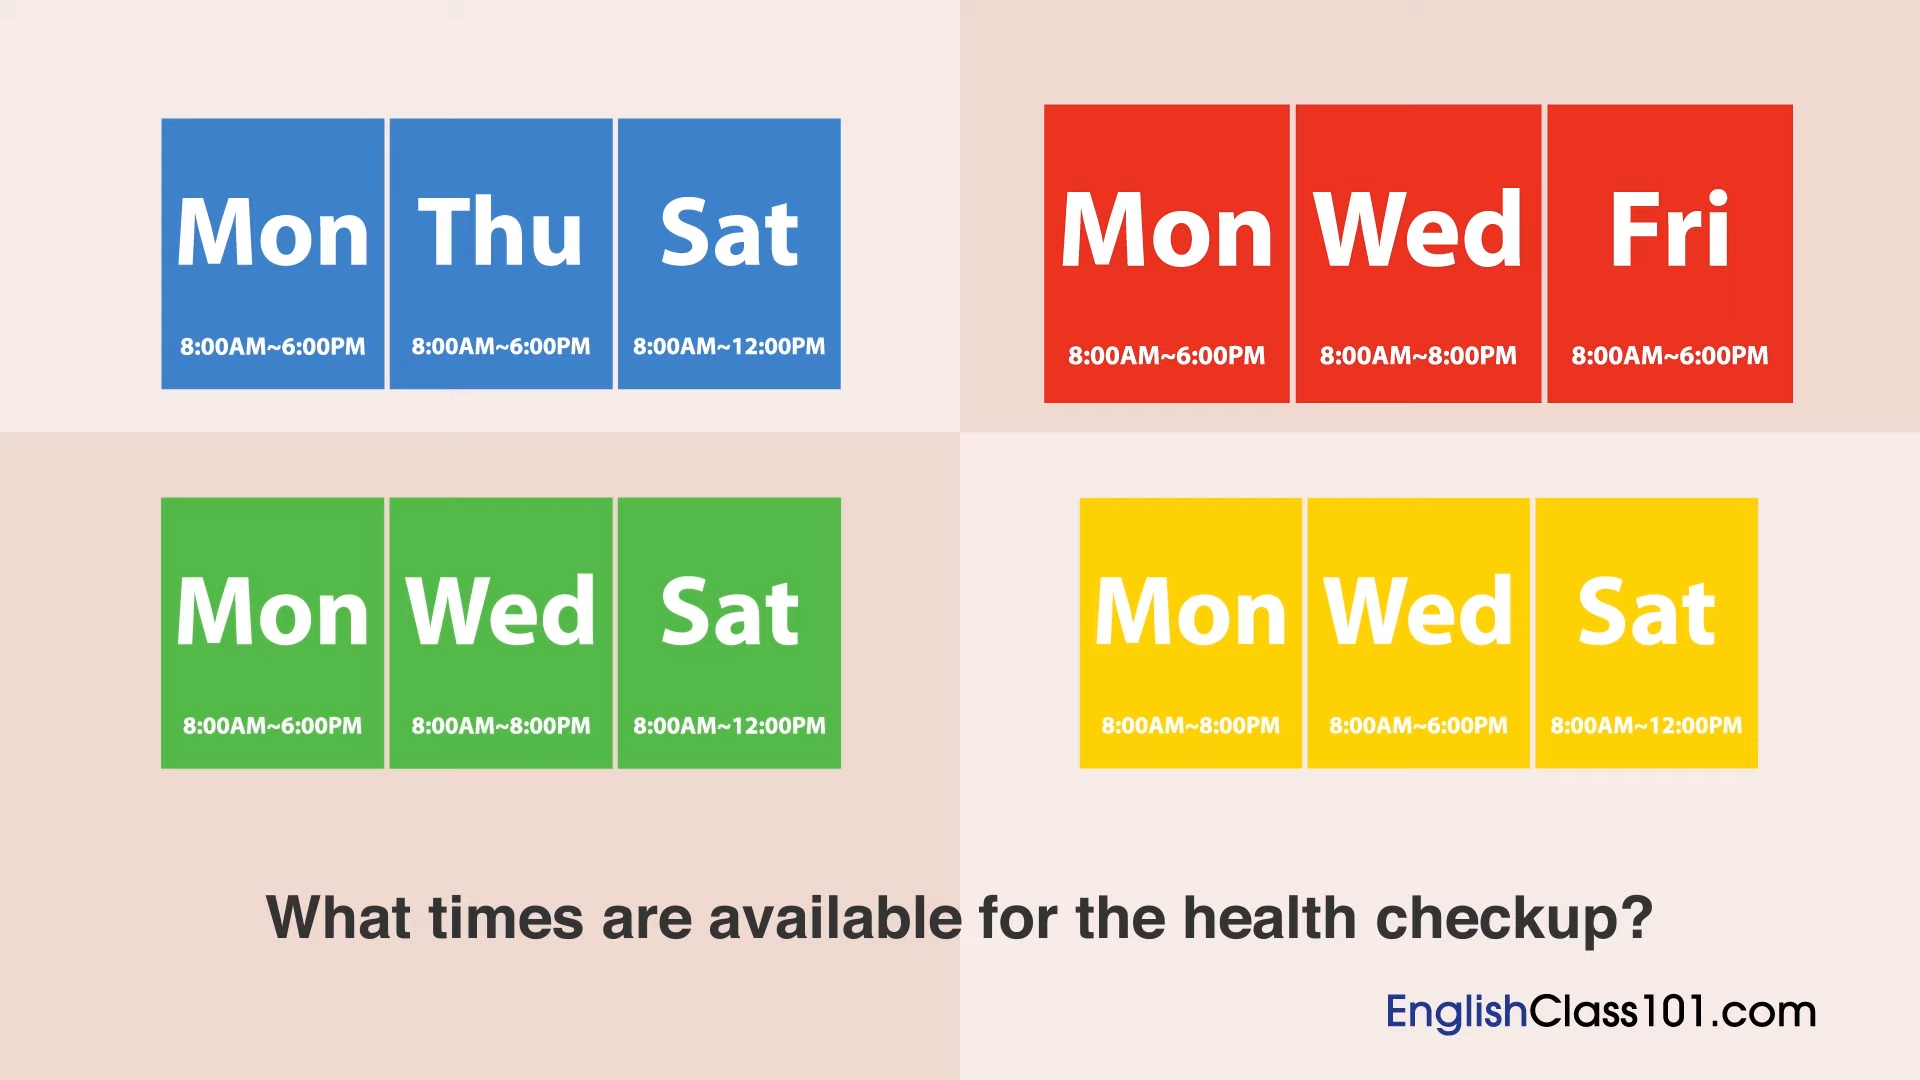 Mon Thu Sat
8:00AM~6:00PM 8:00AM~6:00PM 8:00AM~12:00PM
Mon Wed Fri
8:00AM~6:00PM 8:00AM~8:00PM 8:00AM~6:00PM
Mon Wed Sat
8:00AM~6:00PM 8:00AM~8:00PM 8:00AM~12:00PM
Mon Wed Sat
8:00AM~8:00PM 8:00AM~6:00PM 8:00AM~12:00PM
What times are available for the health checkup?
EnglishClass101.com